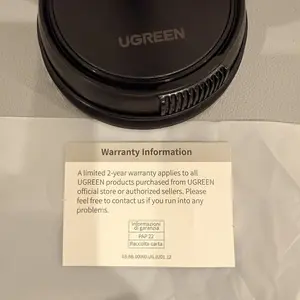 UGREEN
Warranty Information
A limited 2-year warranty applies to all
UGREEN products purchased from UGREEN
official store or authorized sellers. Please
feel free to contact us if you run into any
problems.
Informazioni
di garanzia
PAP 22
Raccolta carta